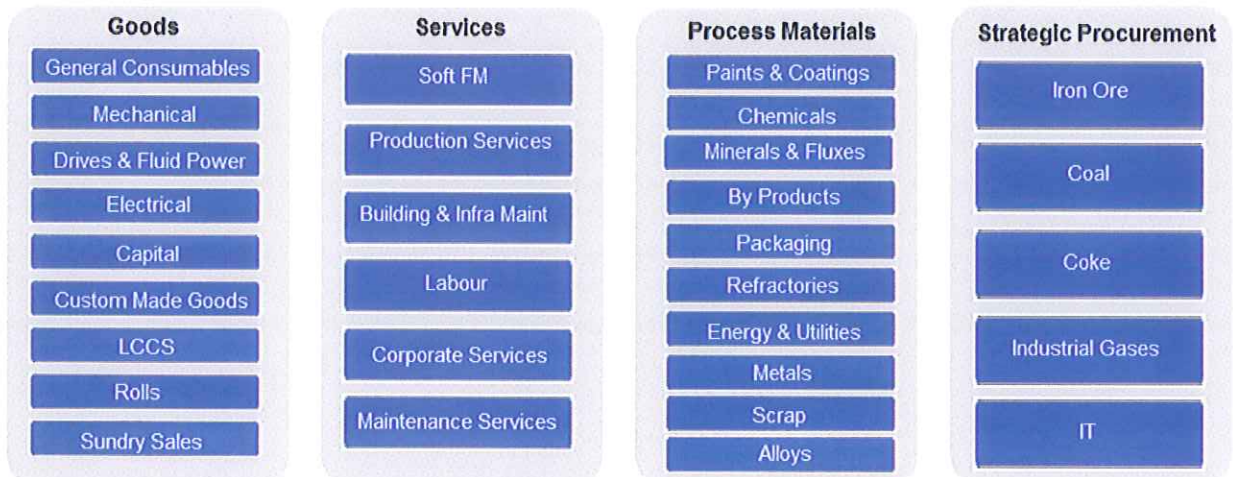 Goods
General Consumables
Mechanical
Drives & Fluid Power
Electrical
Capital
Custom Made Goods
LCCS
Rolls
Sundry Sales
Services
Soft FM
Production Services
Building & Infra Maint
Labour
Corporate Services
Maintenance Services
Process Materials
Paints & Coatings
Chemicals
Minerals & Fluxes
By Products
Packaging
Refractories
Energy & Utilities
Metals
Scrap
Alloys
Strategic Procurement
Iron Ore
Coal
Coke
Industrial Gases
IT